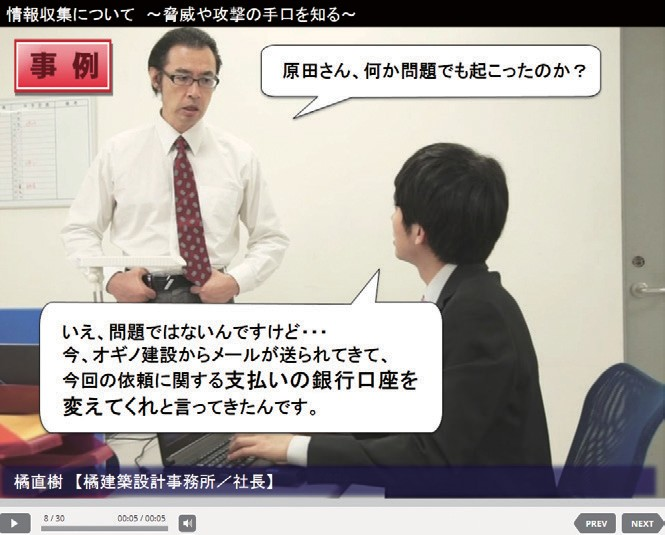 情報収集について　～脅威や攻撃の手口を知る～
事例
原田さん、何か問題でも起こったのか？
いえ、問題ではないんですけど・・・
今、オギノ建設からメールが送られてきて、
今回の依頼に関する支払いの銀行口座を
変えてくれと言ってきたんです。
橘直樹 【橘建築設計事務所／社長】
8 / 30
00:05 / 00:05
PREV
NEXT